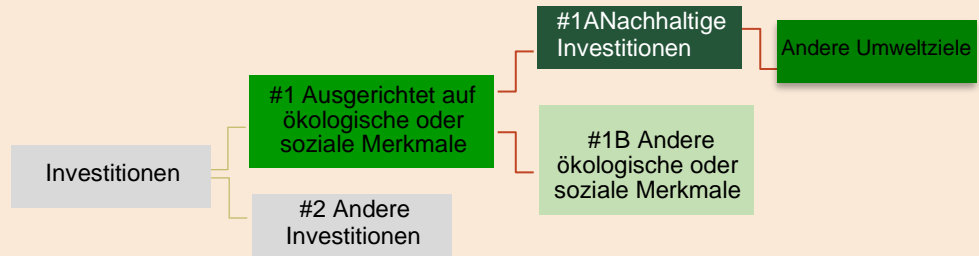 Investitionen
#1 Ausgerichtet auf
ökologische oder
soziale Merkmale
#2 Andere
Investitionen
#1ANachhaltige
Investitionen
#1B Andere
ökologische oder
soziale Merkmale
Andere Umweltziele